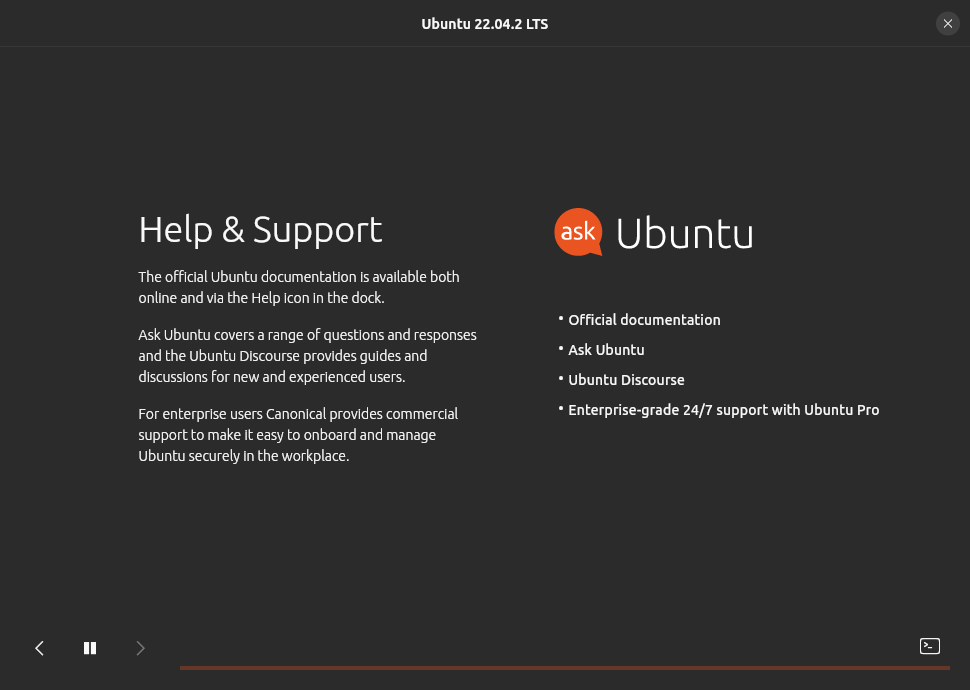 Ubuntu 22.04.2 LTS
Help & Support
The official Ubuntu documentation is available both
online and via the Help icon in the dock.
Ask Ubuntu covers a range of questions and responses
and the Ubuntu Discourse provides guides and
discussions for new and experienced users.
For enterprise users Canonical provides commercial
support to make it easy to onboard and manage
Ubuntu securely in the workplace.
ask Ubuntu
• Official documentation
• Ask Ubuntu
• Ubuntu Discourse
• Enterprise-grade 24/7 support with Ubuntu Pro